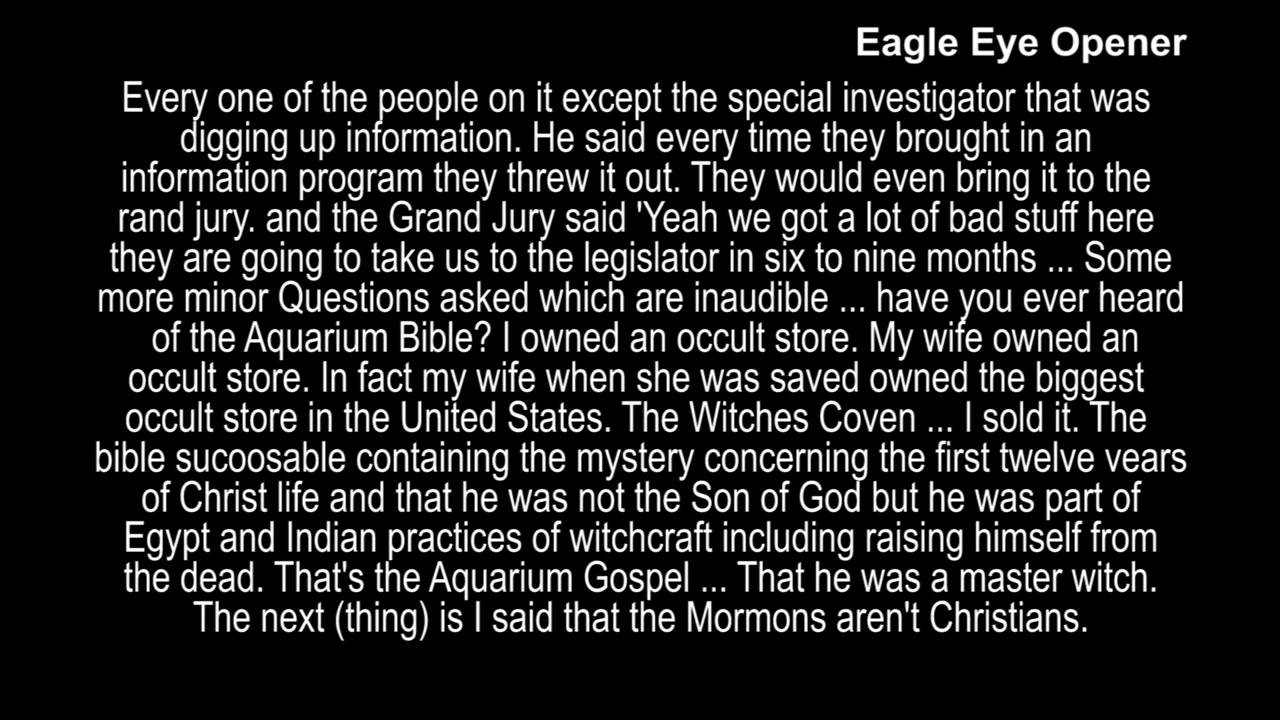 Eagle Eye Opener
Every one of the people on it except the special investigator that was
digging up information. He said every time they brought in an
information program they threw it out. They would even bring it to the
rand jury. and the Grand Jury said 'Yeah we got a lot of bad stuff here
they are going to take us to the legislator in six to nine months ... Some
more minor Questions asked which are inaudible ... have you ever heard
of the Aquarium Bible? I owned an occult store. My wife owned an
occult store. In fact my wife when she was saved owned the biggest
occult store in the United States. The Witches Coven ... I sold it. The
bible sucoosable containing the mystery concerning the first twelve vears
of Christ life and that he was not the Son of God but he was part of
Egypt and Indian practices of witchcraft including raising himself from
the dead. That's the Aquarium Gospel ... That he was a master witch.
The next (thing) is I said that the Mormons aren't Christians.